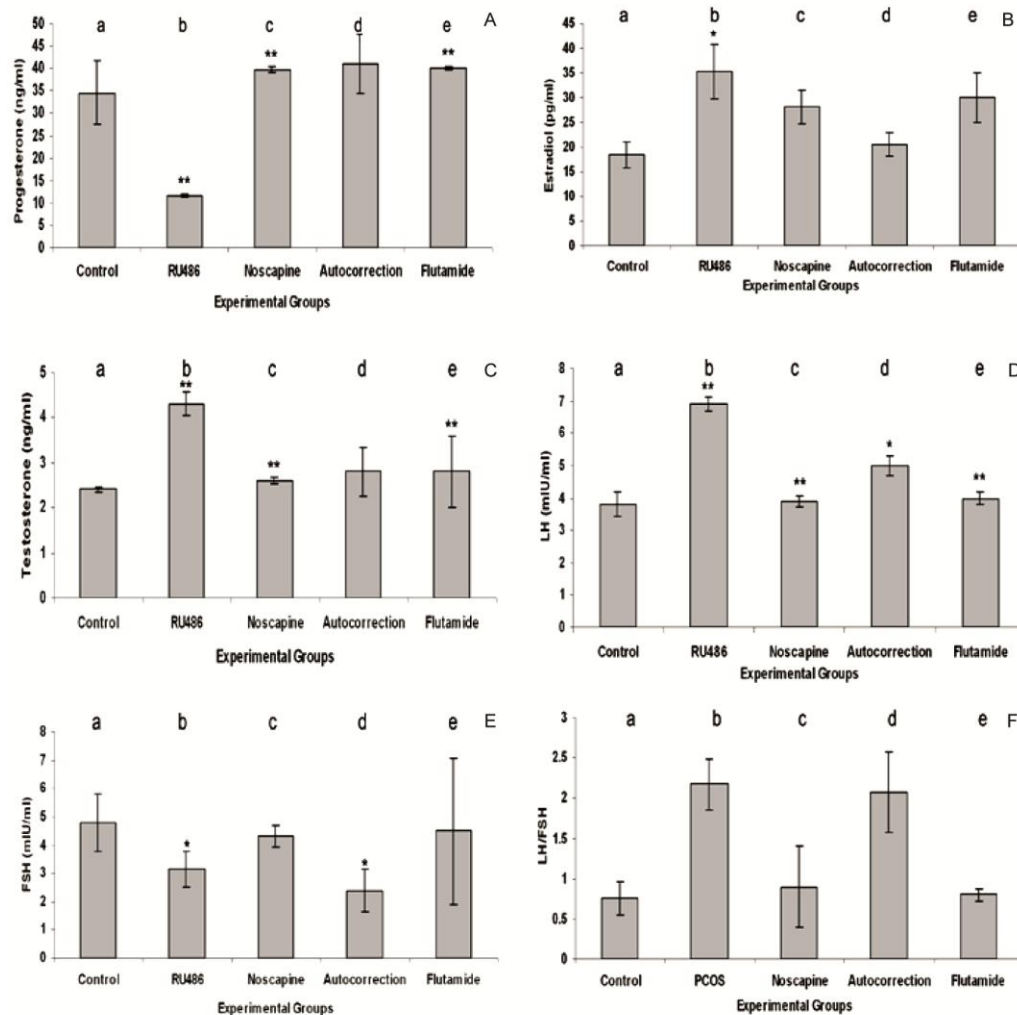 A
a b c d e
** ** ** **
Progesterone (ng/ml)
50
45
40
35
30
25
20
15
10
5
0
Control RU486 Noscapine Autocorrection Flutamide
Experimental Groups
B
a b c d e
*
Estradiol (pg/ml)
45
40
35
30
25
20
15
10
5
0
Control RU486 Noscapine Autocorrection Flutamide
Experimental Groups
C
a b c d e
** ** **
Testosterone (ng/ml)
5
4
3
2
1
0
Control RU486 Noscapine Autocorrection Flutamide
Experimental Groups
D
a b c d e
** ** * **
LH (mIU/ml)
8
7
6
5
4
3
2
1
0
Control RU486 Noscapine Autocorrection Flutamide
Experimental Groups
E
a b c d e
* *
FSH (mIU/ml)
8
7
6
5
4
3
2
1
0
Control RU486 Noscapine Autocorrection Flutamide
Experimental Groups
F
a b c d e
LH/FSH
3
2.5
2
1.5
1
0.5
0
Control PCOS Noscapine Autocorrection Flutamide
Experimental Groups